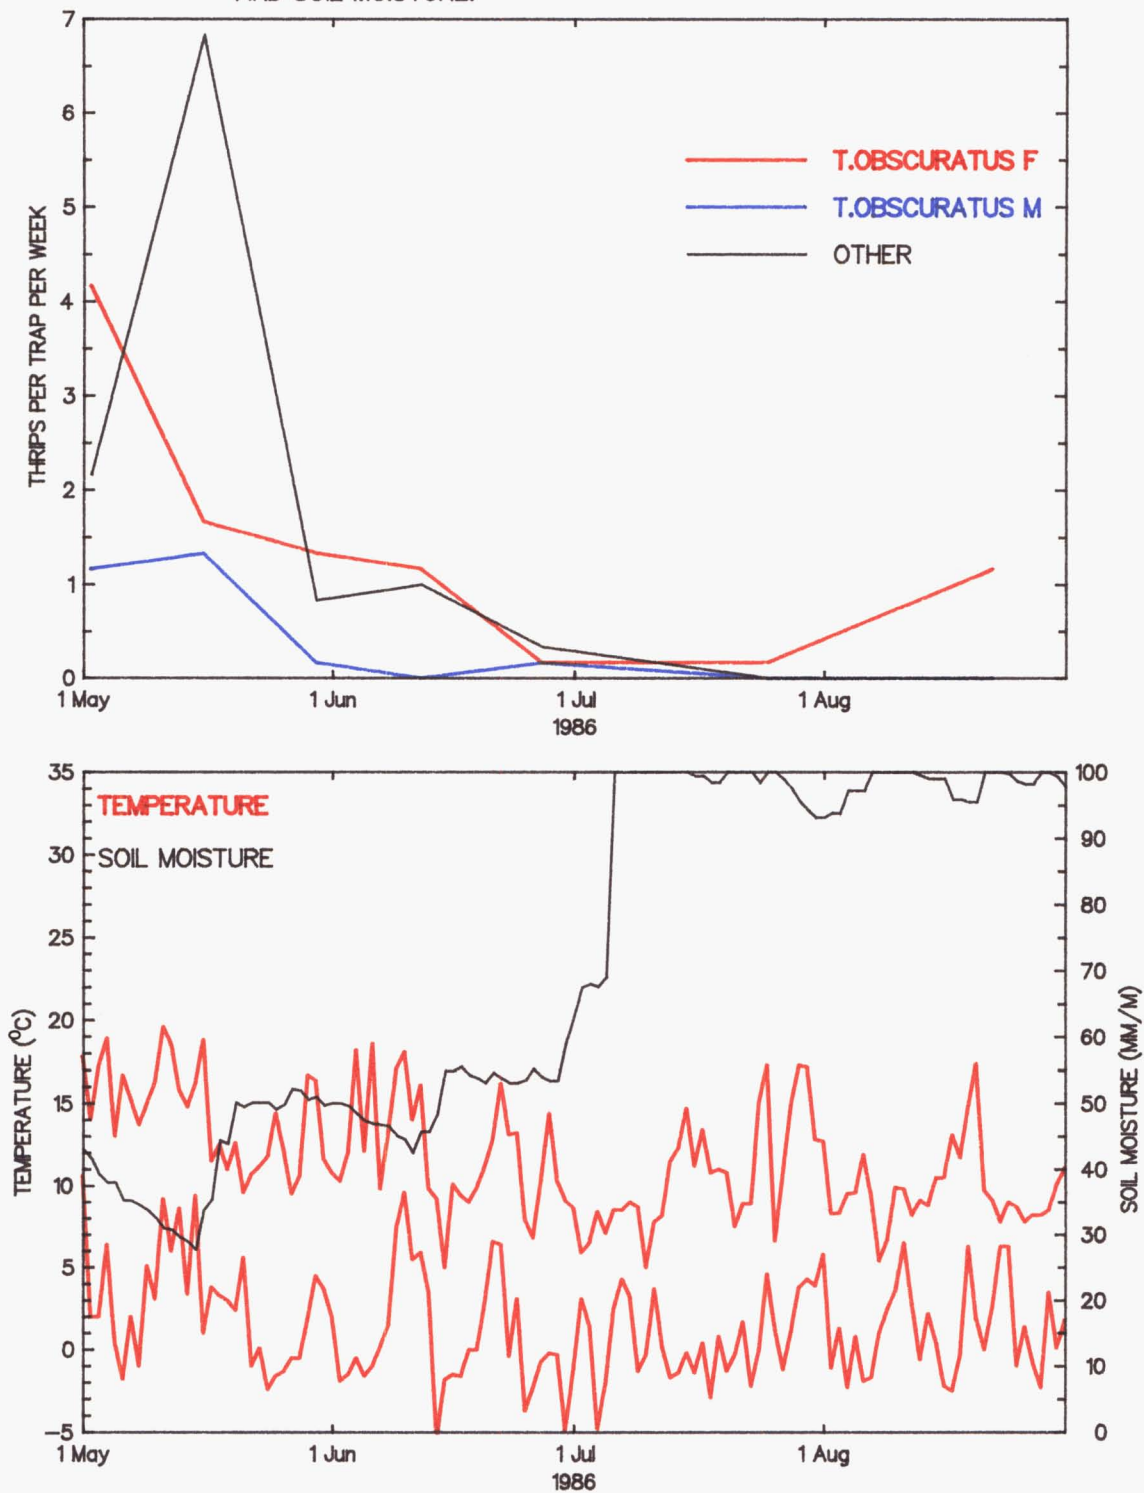 AND SOIL MOISTURE.
7
6
5
4
3
2
1
0
THRIPS PER TRAP PER WEEK
T.OBSCURATUS F
T.OBSCURATUS M
OTHER
1 May
1 Jun
1 Jul
1 Aug
1986
35
30
25
20
15
10
5
0
-5
TEMPERATURE (°C)
TEMPERATURE
SOIL MOISTURE
100
90
80
70
60
50
40
30
20
10
0
SOIL MOISTURE (MM/M)
1 May
1 Jun
1 Jul
1 Aug
1986